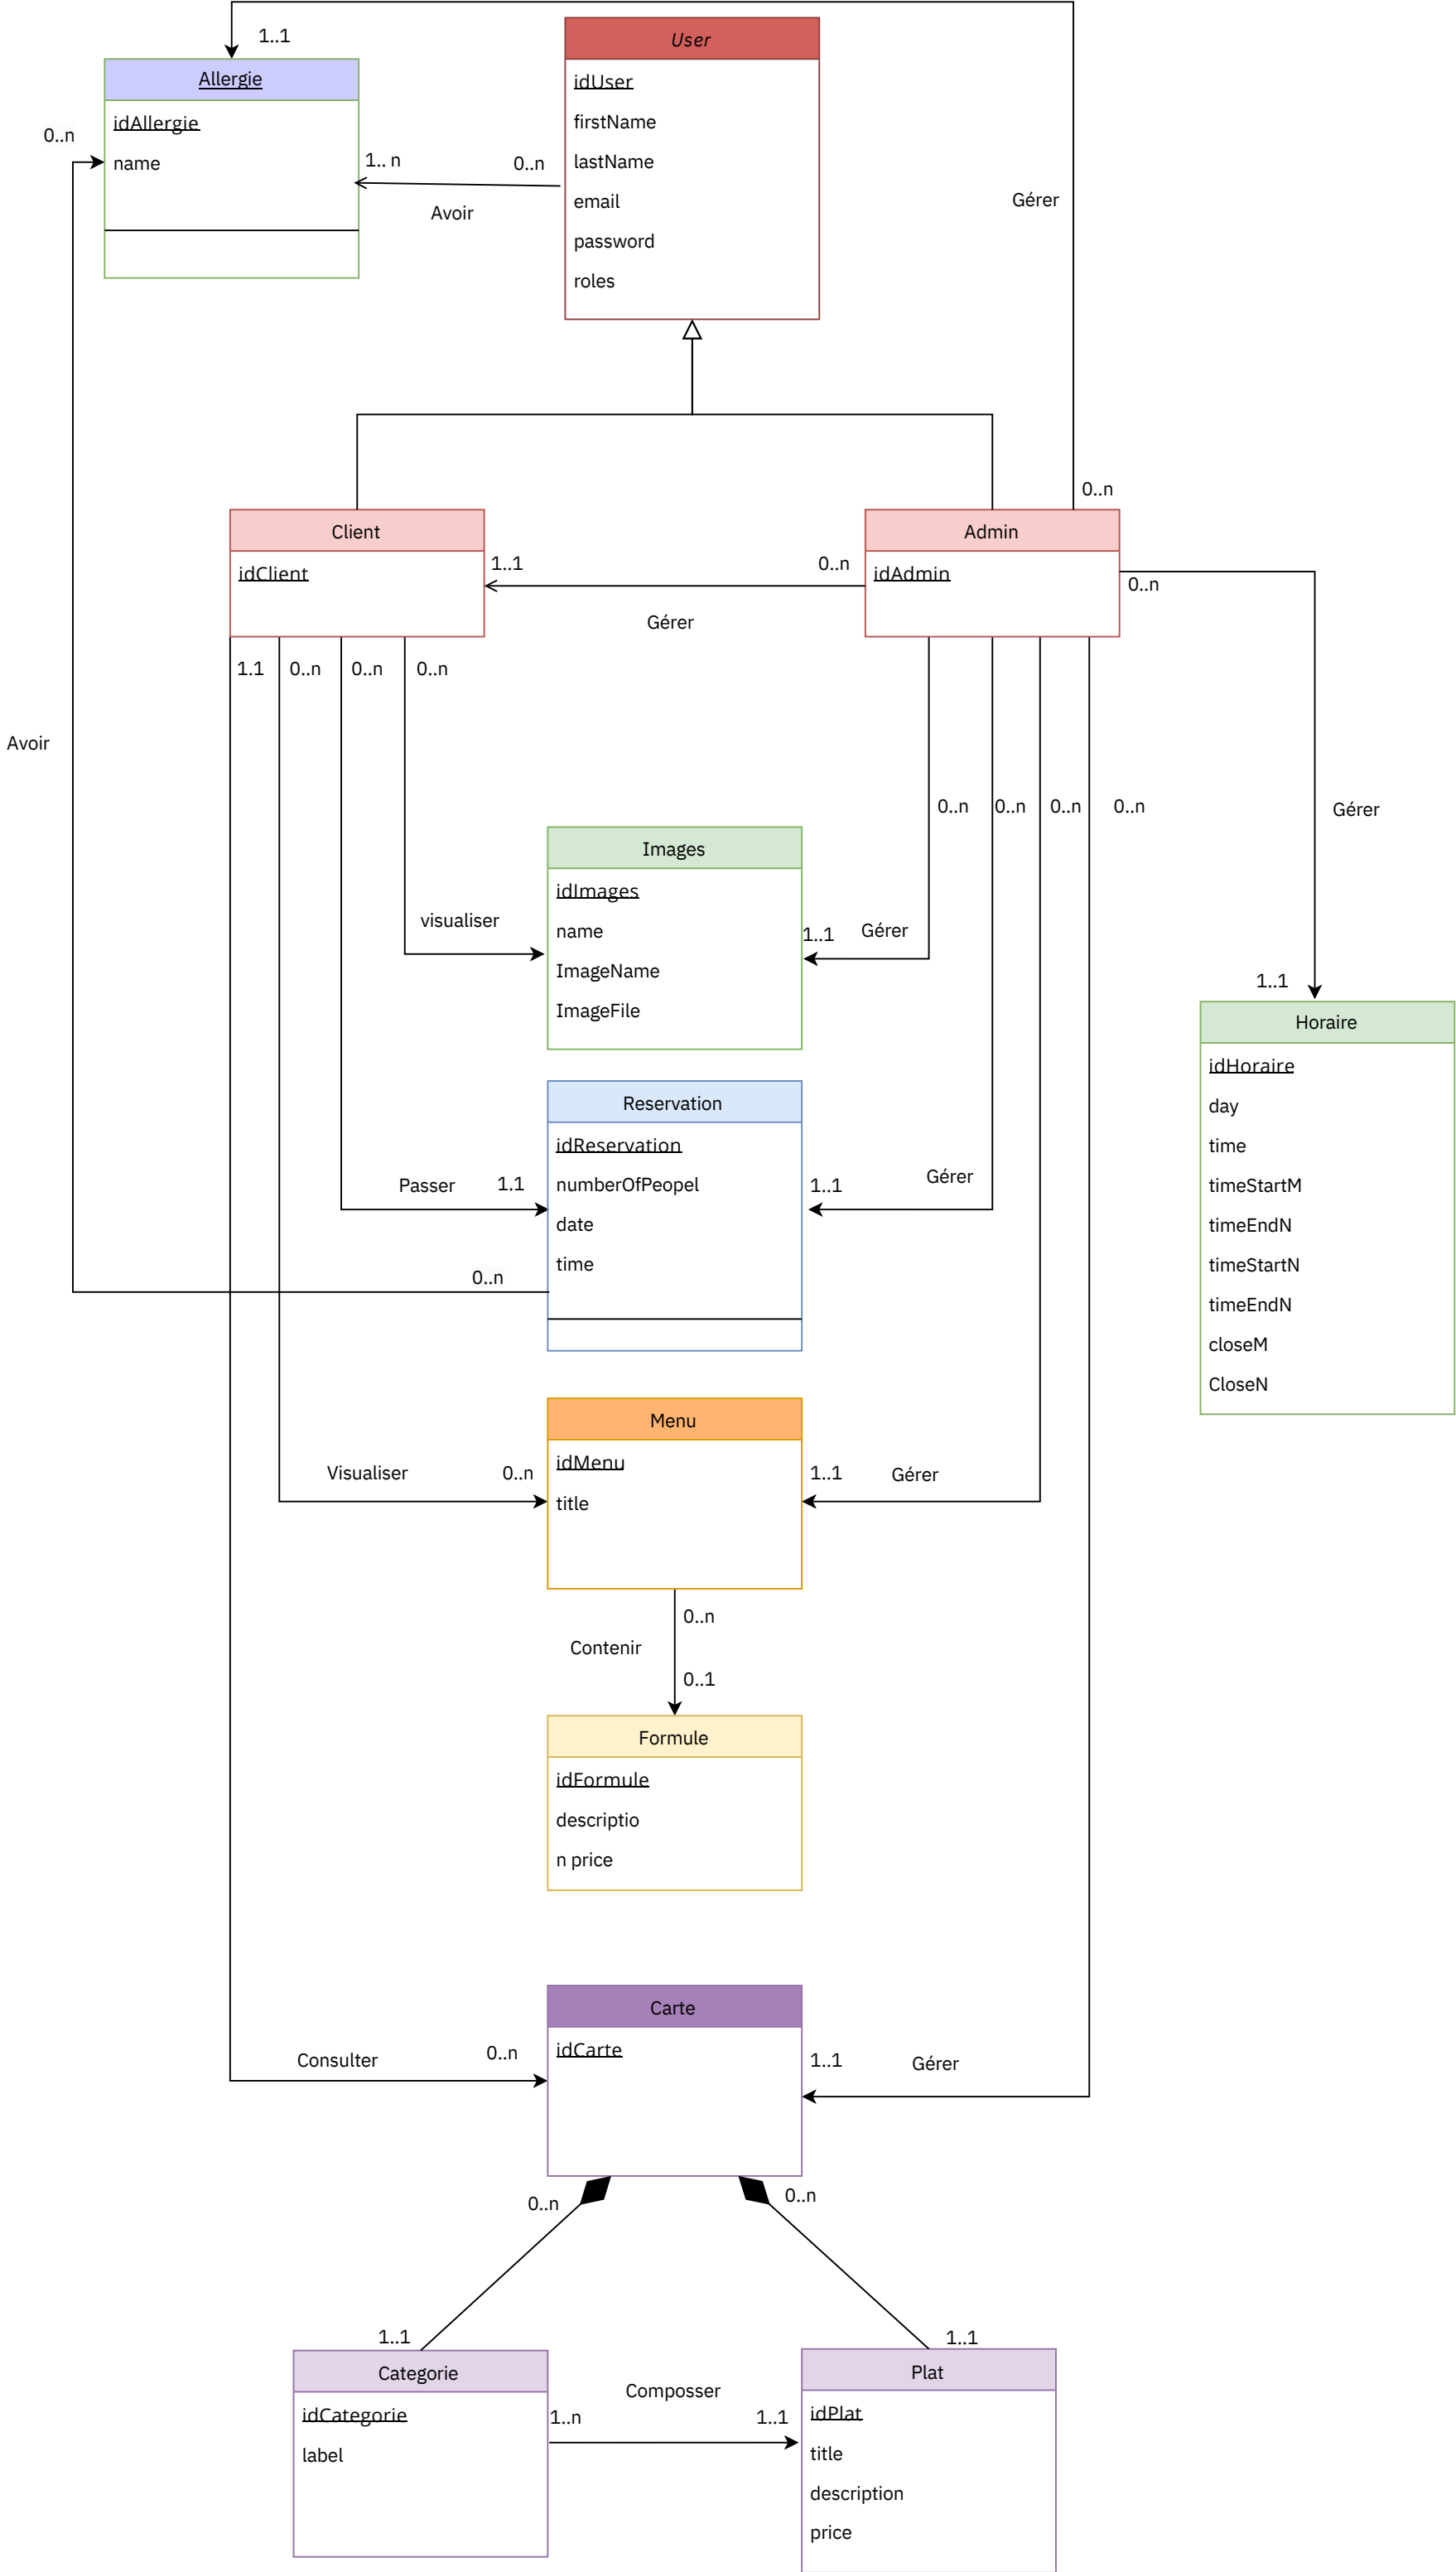 1..1
User
Allergie
idUser
idAllergie
firstName
0..n
name
1.. n
0..n
lastName
email
Gérer
Avoir
password
roles
0..n
Client
Admin
1..1
0..n
idClient
idAdmin
0..n
Gérer
1.1
0..n
0..n
0..n
Avoir
0..n
0..n
0..n
0..n
Gérer
Images
idImages
visualiser
name
1..1
Gérer
ImageName
1..1
ImageFile
Horaire
idHoraire
day
time
timeStartM
timeEndN
timeStartN
timeEndN
closeM
CloseN
Reservation
idReservation
Passer
1.1
numberOfPeopel
1..1
Gérer
date
time
0..n
Menu
idMenu
Visualiser
0..n
1..1
Gérer
title
0..n
Contenir
0..1
Formule
idFormule
descriptio
n price
Carte
idCarte
Consulter
0..n
1..1
Gérer
0..n
0..n
1..1
1..1
Categorie
Plat
Composser
idCategorie
1..n
1..1
idPlat
label
title
description
price